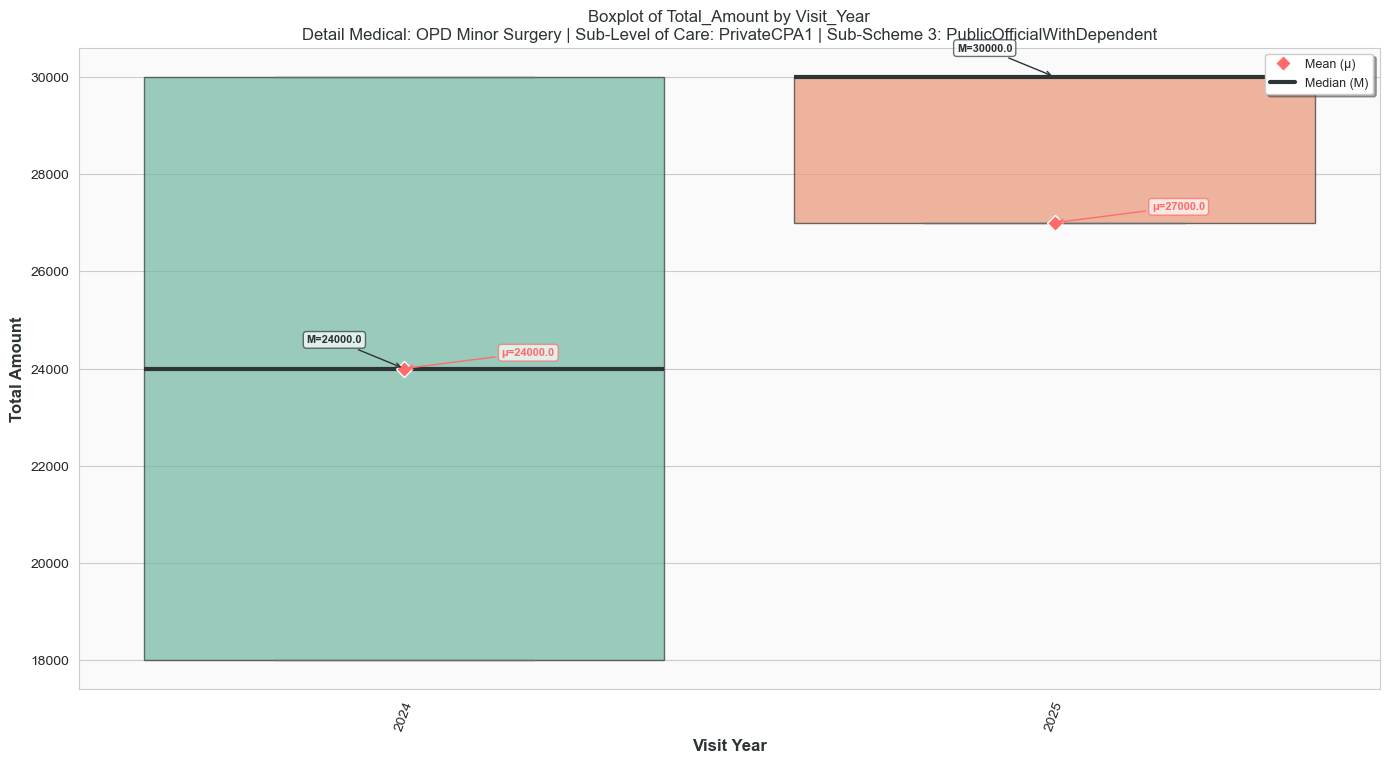 Boxplot of Total_Amount by Visit_Year
Detail Medical: OPD Minor Surgery | Sub-Level of Care: PrivateCPA1 | Sub-Scheme 3: PublicOfficialWithDependent
M=30000.0
Mean (μ)
Median (M)
30000
28000
μ=27000.0
26000
M=24000.0
μ=24000.0
24000
22000
20000
18000
Total Amount
2024
2025
Visit Year